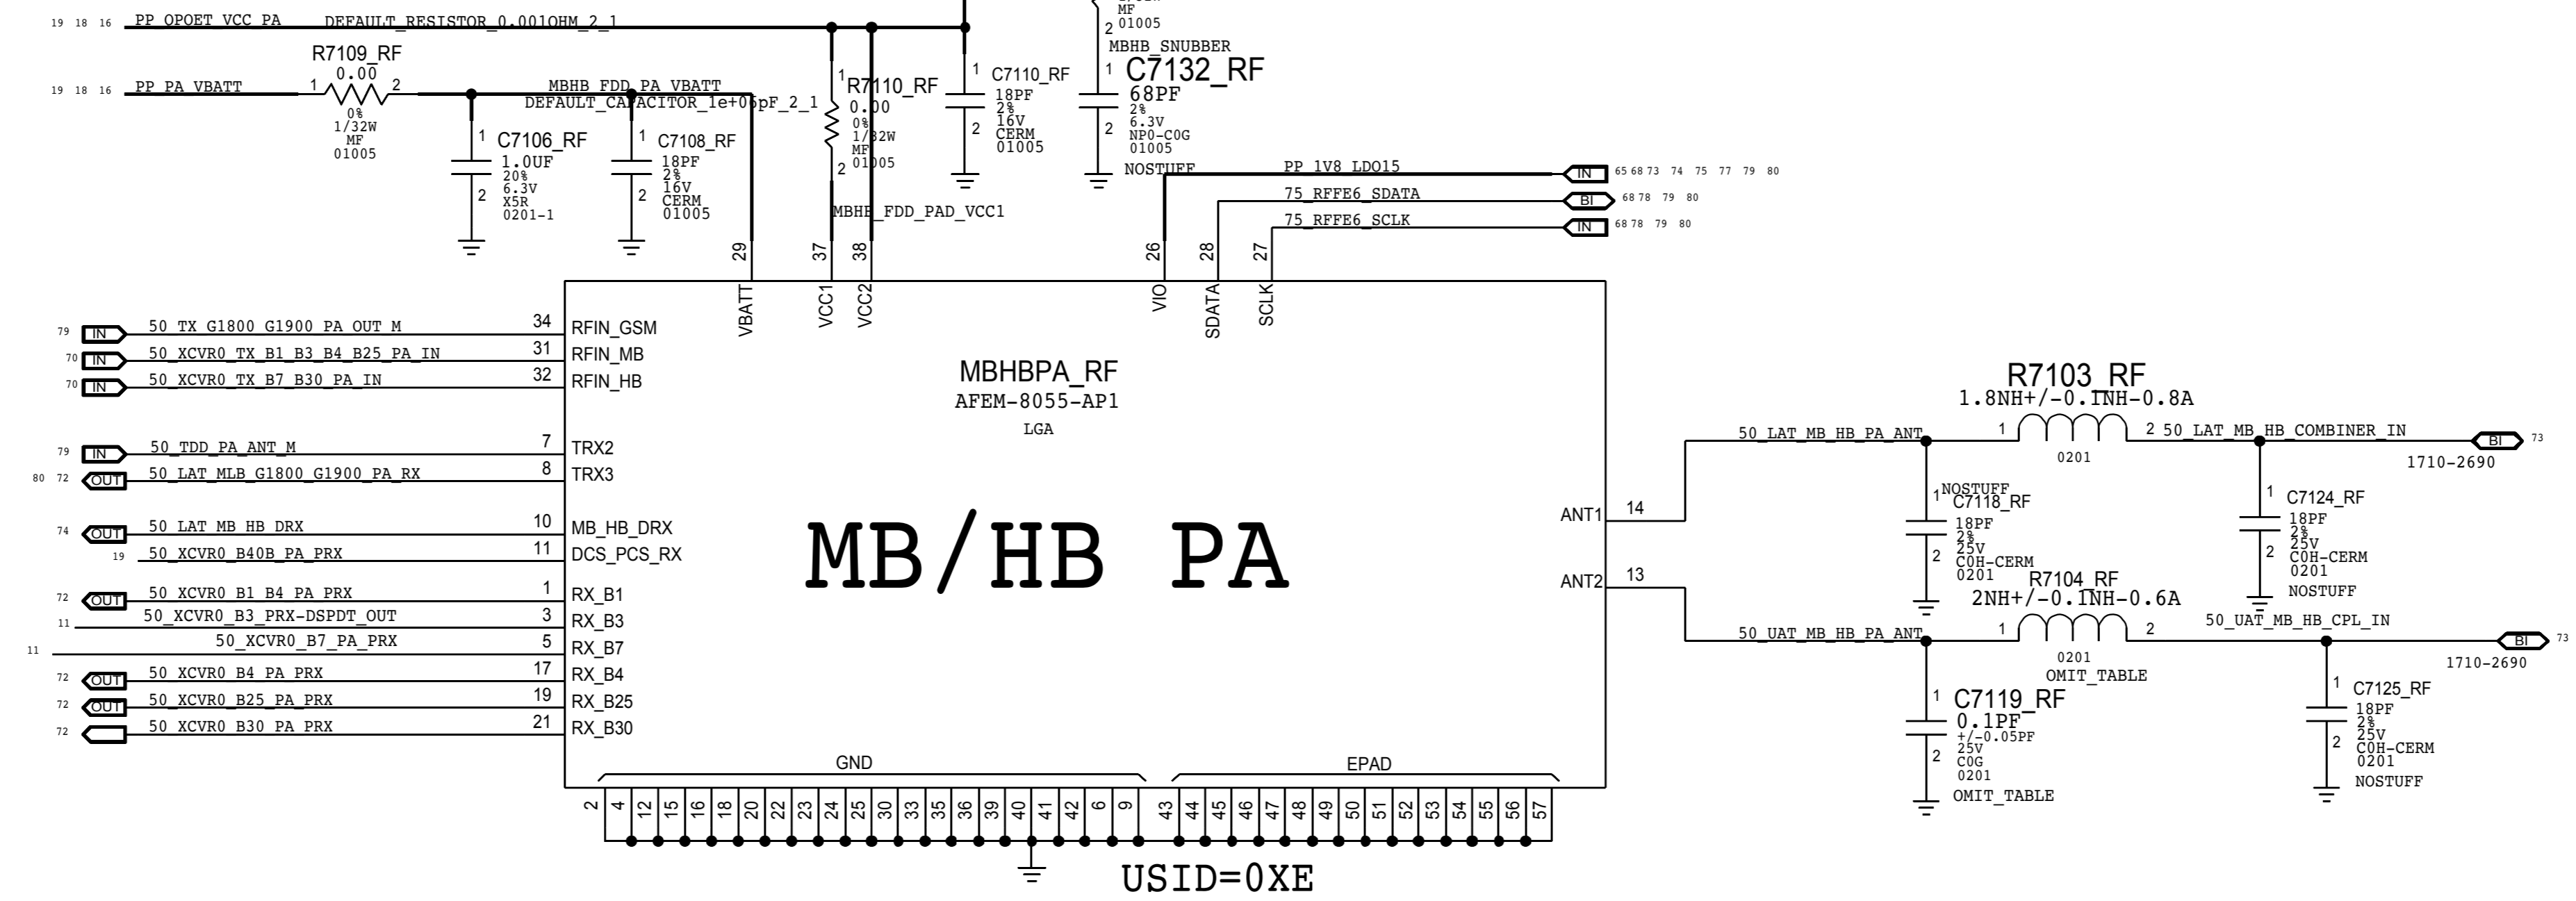 19 18 16 PP_QPOET_VCC_PA DEFAULT_RESISTOR_0.001OHM_2_1
MF
01005
2
MBHB_SNUBBER
R7109_RF
0.00
19 18 16 PP_PA_VBATT 1 2
0%
1/32W
MF
01005
MBHB_FDD_PA_VBATT
DEFAULT_CAPACITOR_1e+06pF_2_1
1 C7106_RF
1.0UF
20%
2 6.3V
X5R
0201-1
1 C7108_RF
18PF
2%
16V
2 CERM
01005
1 R7110_RF
0.00
0%
1/32W
MF
2 01005
MBHB_FDD_PAD_VCC1
1 C7110_RF
18PF
2%
16V
2 CERM
01005
1 C7132_RF
68PF
2%
6.3V
2 NP0-C0G
01005
NOSTUFF
PP_1V8_LDO15 IN 65 68 73 74 75 77 79 80
75_RFFE6_SDATA BI 68 78 79 80
75_RFFE6_SCLK IN 68 78 79 80
29 37 38 26 28 27
VBATT VCC1 VCC2 VIO SDATA SCLK
79 IN 50_TX_G1800_G1900_PA_OUT_M 34 RFIN_GSM
70 IN 50_XCVR0_TX_B1_B3_B4_B25_PA_IN 31 RFIN_MB
70 IN 50_XCVR0_TX_B7_B30_PA_IN 32 RFIN_HB
79 IN 50_TDD_PA_ANT_M 7 TRX2
80 72 OUT 50_LAT_MLB_G1800_G1900_PA_RX 8 TRX3
74 OUT 50_LAT_MB_HB_DRX 10 MB_HB_DRX
19 50_XCVR0_B40B_PA_PRX 11 DCS_PCS_RX
72 OUT 50_XCVR0_B1_B4_PA_PRX 1 RX_B1
11 50_XCVR0_B3_PRX-DSPDT_OUT 3 RX_B3
11 50_XCVR0_B7_PA_PRX 5 RX_B7
72 OUT 50_XCVR0_B4_PA_PRX 17 RX_B4
72 OUT 50_XCVR0_B25_PA_PRX 19 RX_B25
72 50_XCVR0_B30_PA_PRX 21 RX_B30
MBHBPA_RF
AFEM-8055-AP1
LGA
MB/HB PA
ANT1 14
ANT2 13
R7103_RF
1.8NH+/-0.1NH-0.8A
50_LAT_MB_HB_PA_ANT 1 2 50_LAT_MB_HB_COMBINER_IN BI 73
0201
1710-2690
NOSTUFF
1 C7118_RF
18PF
2%
25V
2 C0H-CERM
0201
1 C7124_RF
18PF
2%
25V
2 C0H-CERM
0201
NOSTUFF
R7104_RF
2NH+/-0.1NH-0.6A
50_UAT_MB_HB_PA_ANT 1 2 50_UAT_MB_HB_CPL_IN BI 73
0201
OMIT_TABLE
1710-2690
1 C7119_RF
0.1PF
+/-0.05PF
2 25V
C0G
0201
OMIT_TABLE
1 C7125_RF
18PF
2%
25V
2 C0H-CERM
0201
NOSTUFF
GND EPAD
2 4 12 15 16 18 20 22 23 24 25 30 33 35 36 39 40 41 42 6 9 43 44 45 46 47 48 49 50 51 52 53 54 55 56 57
USID=0XE